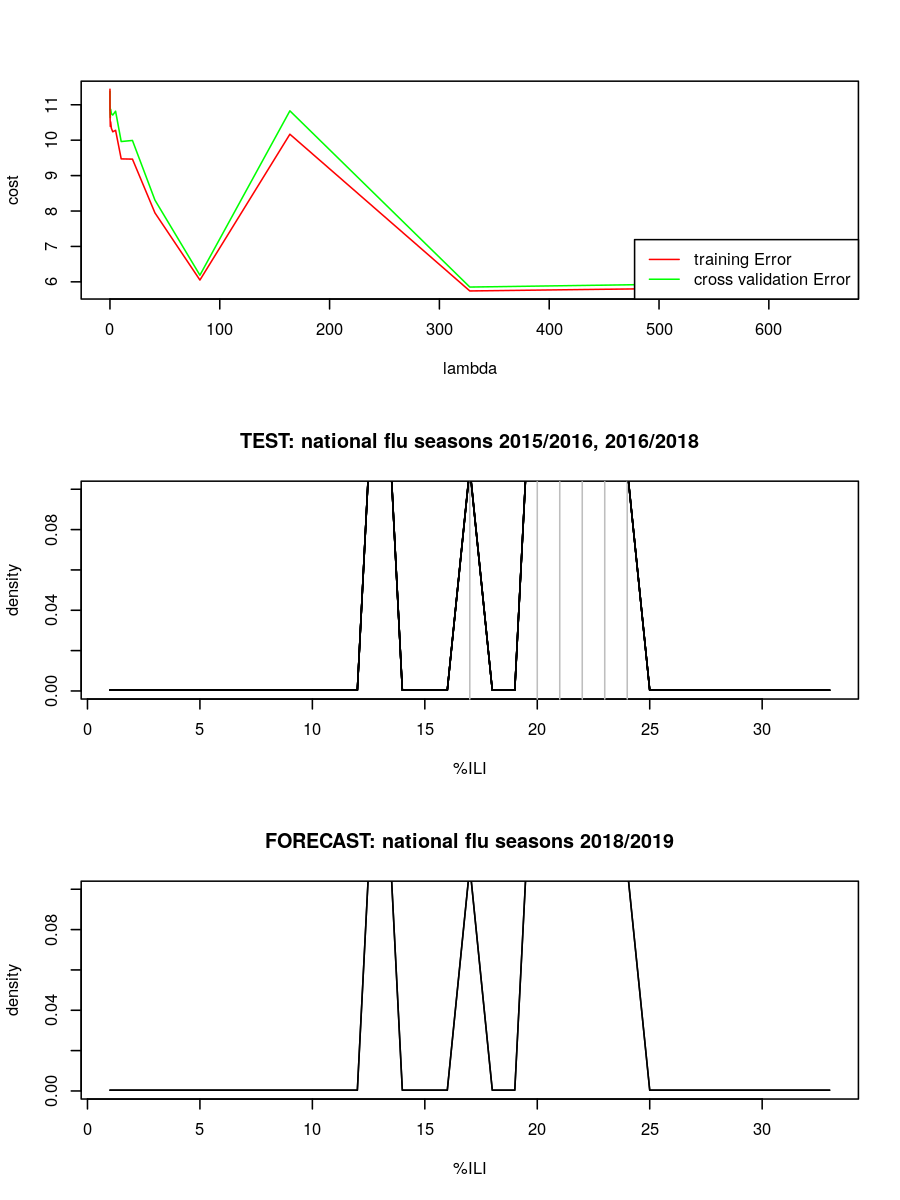 cost
11
10
9
8
7
6
training Error
cross validation Error
0 100 200 300 400 500 600
lambda
TEST: national flu seasons 2015/2016, 2016/2018
density
0.08
0.04
0.00
0 5 10 15 20 25 30
%ILI
FORECAST: national flu seasons 2018/2019
density
0.08
0.04
0.00
0 5 10 15 20 25 30
%ILI